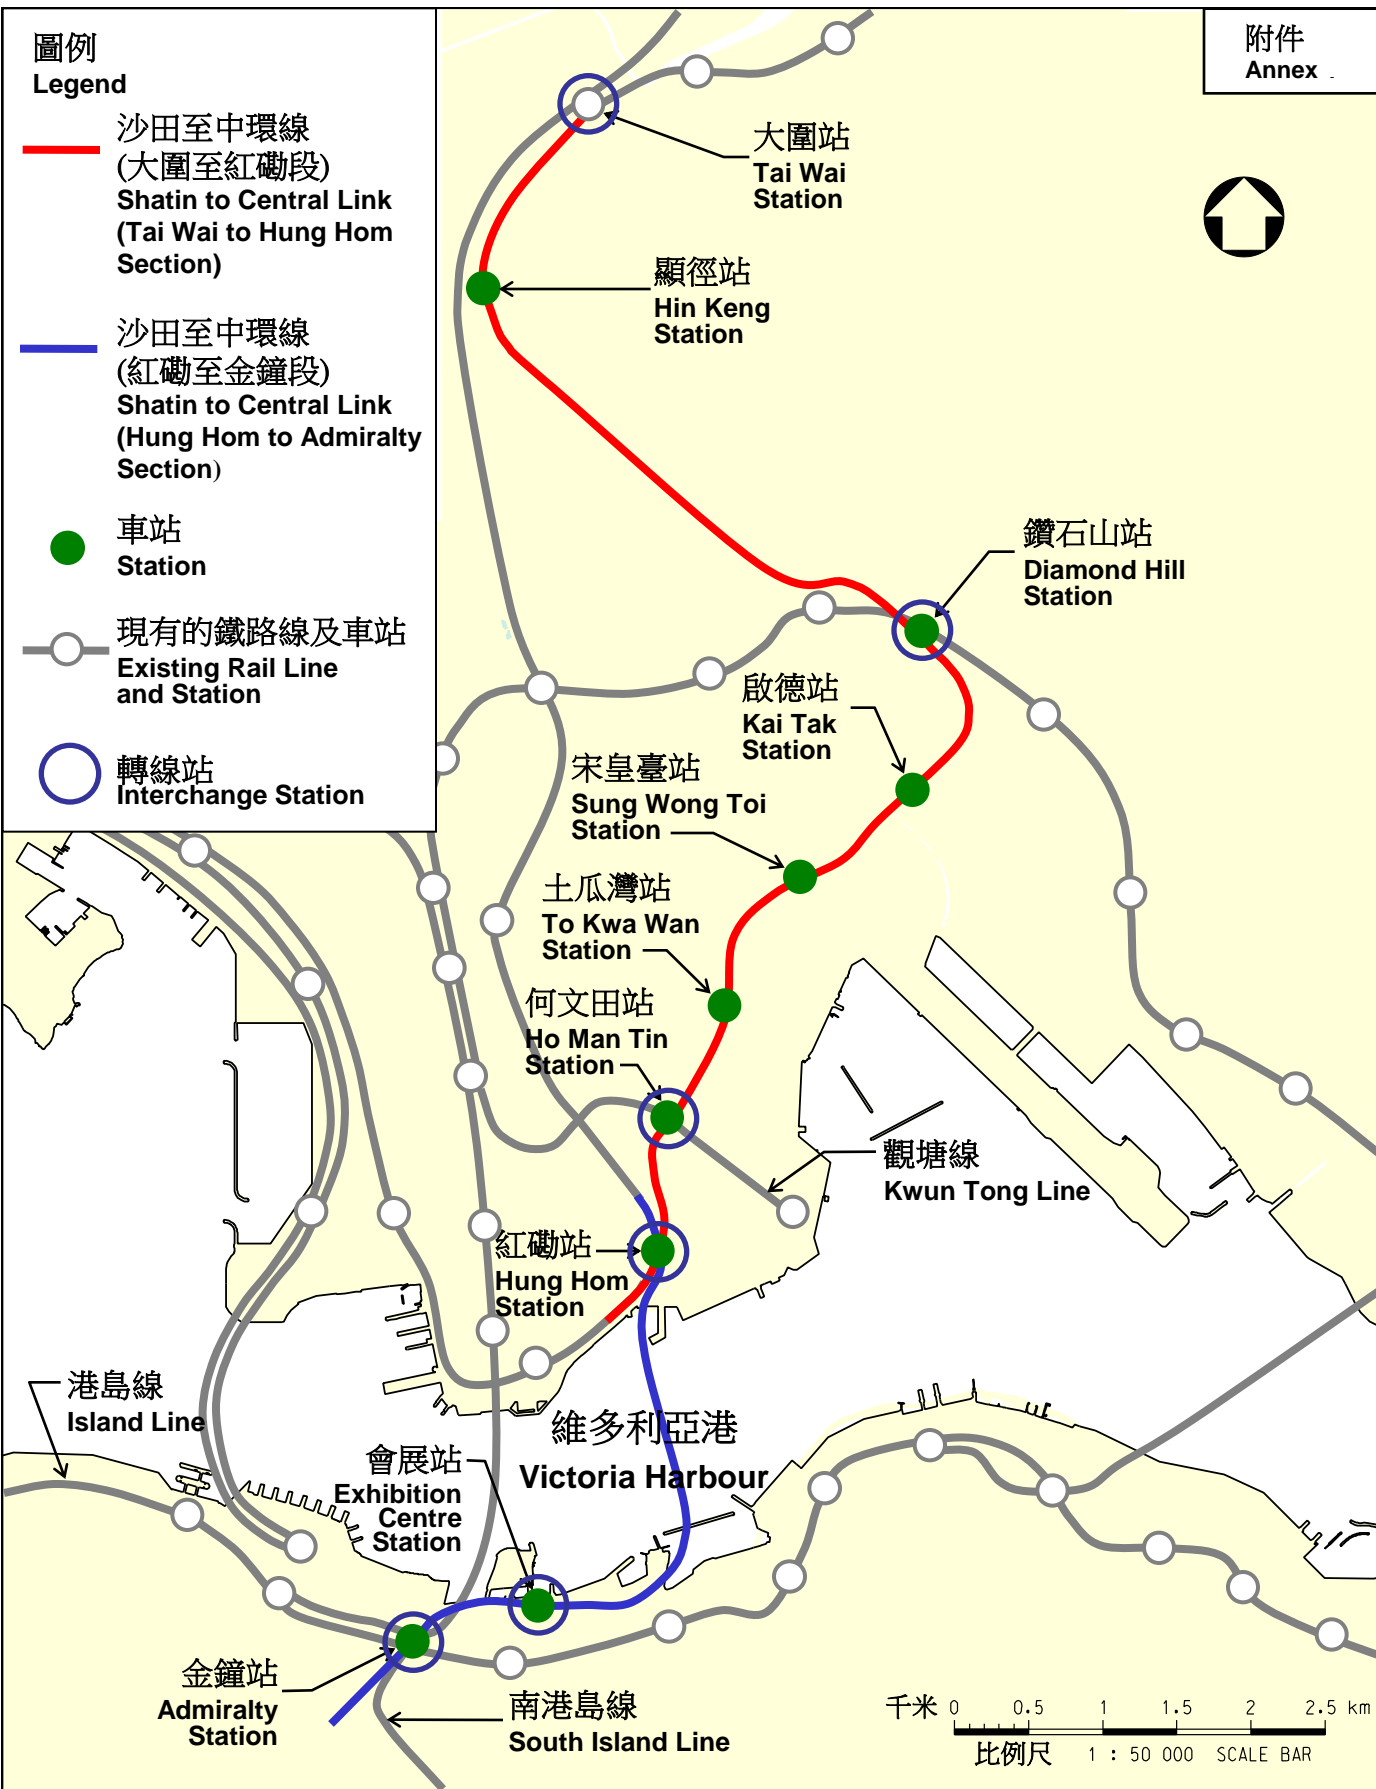 圖例
Legend
沙田至中環線
(大圍至紅磡段)
Shatin to Central Link
(Tai Wai to Hung Hom
Section)
沙田至中環線
(紅磡至金鐘段)
Shatin to Central Link
(Hung Hom to Admiralty
Section)
車站
Station
現有的鐵路線及車站
Existing Rail Line
and Station
轉線站
Interchange Station
附件
Annex
大圍站
Tai Wai
Station
顯徑站
Hin Keng
Station
鑽石山站
Diamond Hill
Station
啟德站
Kai Tak
Station
宋皇臺站
Sung Wong Toi
Station
土瓜灣站
To Kwa Wan
Station
何文田站
Ho Man Tin
Station
觀塘線
Kwun Tong Line
紅磡站
Hung Hom
Station
港島線
Island Line
維多利亞港
Victoria Harbour
會展站
Exhibition
Centre
Station
金鐘站
Admiralty
Station
南港島線
South Island Line
千米 0 0.5 1 1.5 2 2.5 km
比例尺 1 : 50 000 SCALE BAR